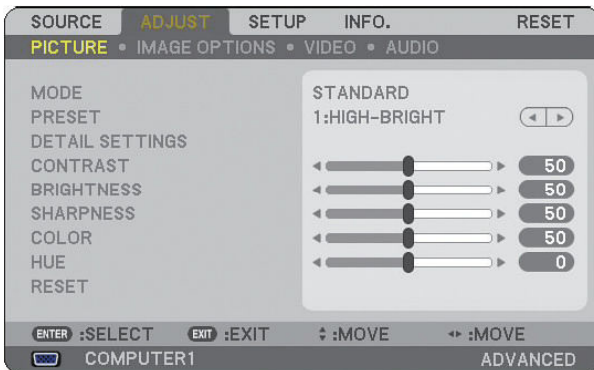 SOURCE ADJUST SETUP INFO. RESET
PICTURE • IMAGE OPTIONS • VIDEO • AUDIO
MODE STANDARD
PRESET 1:HIGH-BRIGHT
DETAIL SETTINGS
CONTRAST 50
BRIGHTNESS 50
SHARPNESS 50
COLOR 50
HUE 0
RESET
ENTER :SELECT EXIT :EXIT :MOVE :MOVE
COMPUTER1 ADVANCED